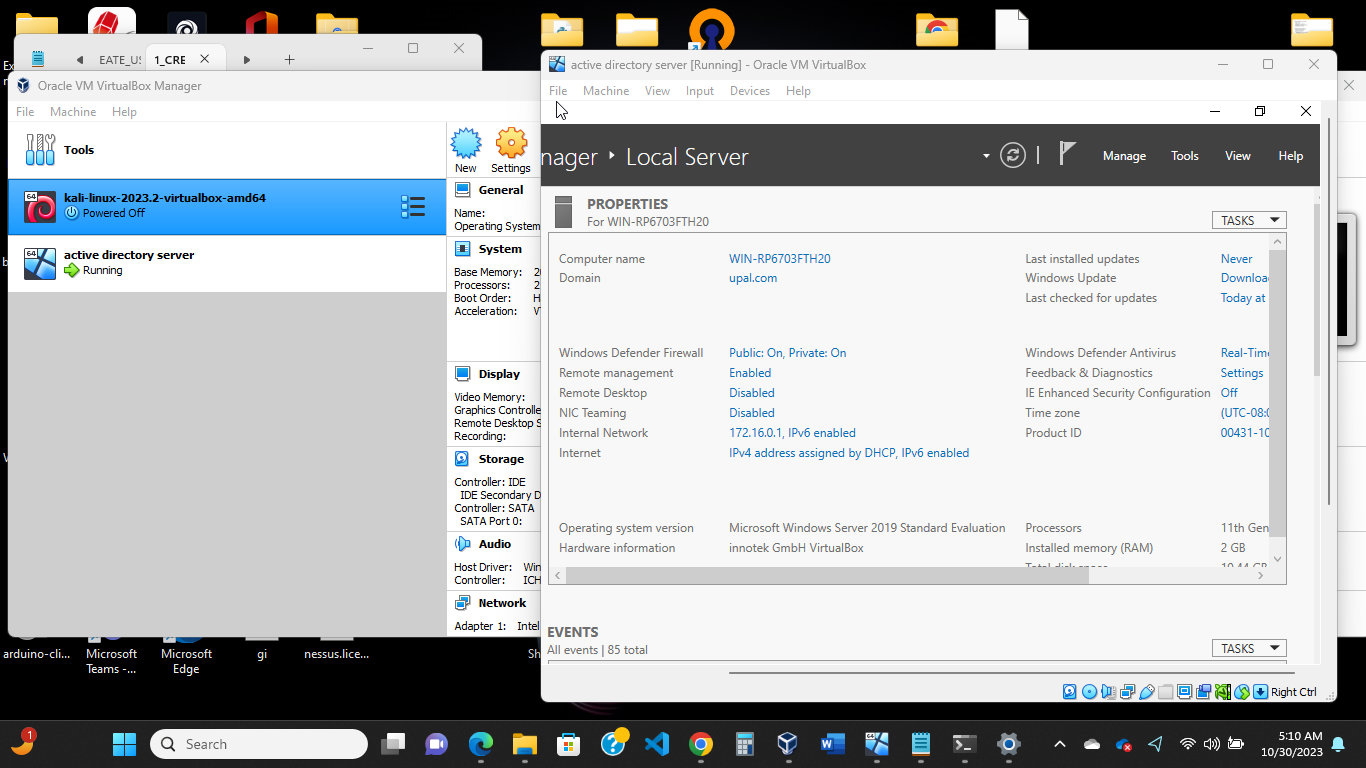 EATE_US
1_CRE
Oracle VM VirtualBox Manager
File Machine Help
Tools
New Settings
kali-linux-2023.2-virtualbox-amd64
Powered Off
active directory server
Running
General
Name:
Operating System
System
Base Memory: 20
Processors: 2
Boot Order: H
Acceleration: V
Display
Video Memory:
Graphics Controlle
Remote Desktop S
Recording:
Storage
Controller: IDE
IDE Secondary D
Controller: SATA
SATA Port 0:
Audio
Host Driver: Win
Controller: ICH
Network
Adapter 1: Intel
active directory server [Running] - Oracle VM VirtualBox
File Machine View Input Devices Help
nager Local Server
Manage Tools View Help
PROPERTIES
For WIN-RP6703FTH20
TASKS
Computer name WIN-RP6703FTH20 Last installed updates Never
Domain upal.com Windows Update Downloa
Last checked for updates Today at
Windows Defender Firewall Public: On, Private: On Windows Defender Antivirus Real-Time
Remote management Enabled Feedback & Diagnostics Settings
Remote Desktop Disabled IE Enhanced Security Configuration Off
NIC Teaming Disabled Time zone (UTC-08:0
Internal Network 172.16.0.1, IPv6 enabled Product ID 00431-10
Internet IPv4 address assigned by DHCP, IPv6 enabled
Operating system version Microsoft Windows Server 2019 Standard Evaluation Processors 11th Gen
Hardware information innotek GmbH VirtualBox Installed memory (RAM) 2 GB
EVENTS
All events | 85 total
TASKS
Right Ctrl
arduino-cli...
Microsoft
Teams -...
Microsoft
Edge
gi
nessus.lice...
Sh
1
Search
5:10 AM
10/30/2023